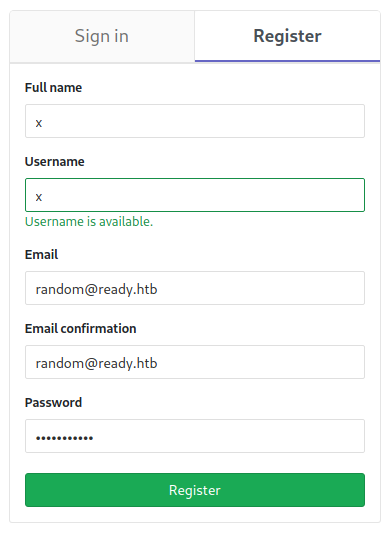 Sign in Register
Full name
x
Username
x
Username is available.
Email
random@ready.htb
Email confirmation
random@ready.htb
Password
•••••••••••
Register